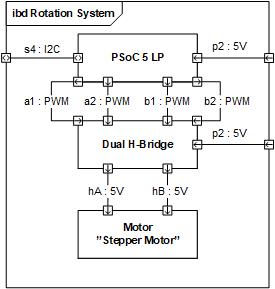 ibd Rotation System
s4 : I2C
PSoC 5 LP
p2 : 5V
a1 : PWM
a2 : PWM
b1 : PWM
b2 : PWM
Dual H-Bridge
p2 : 5V
hA : 5V
hB : 5V
Motor
"Stepper Motor"